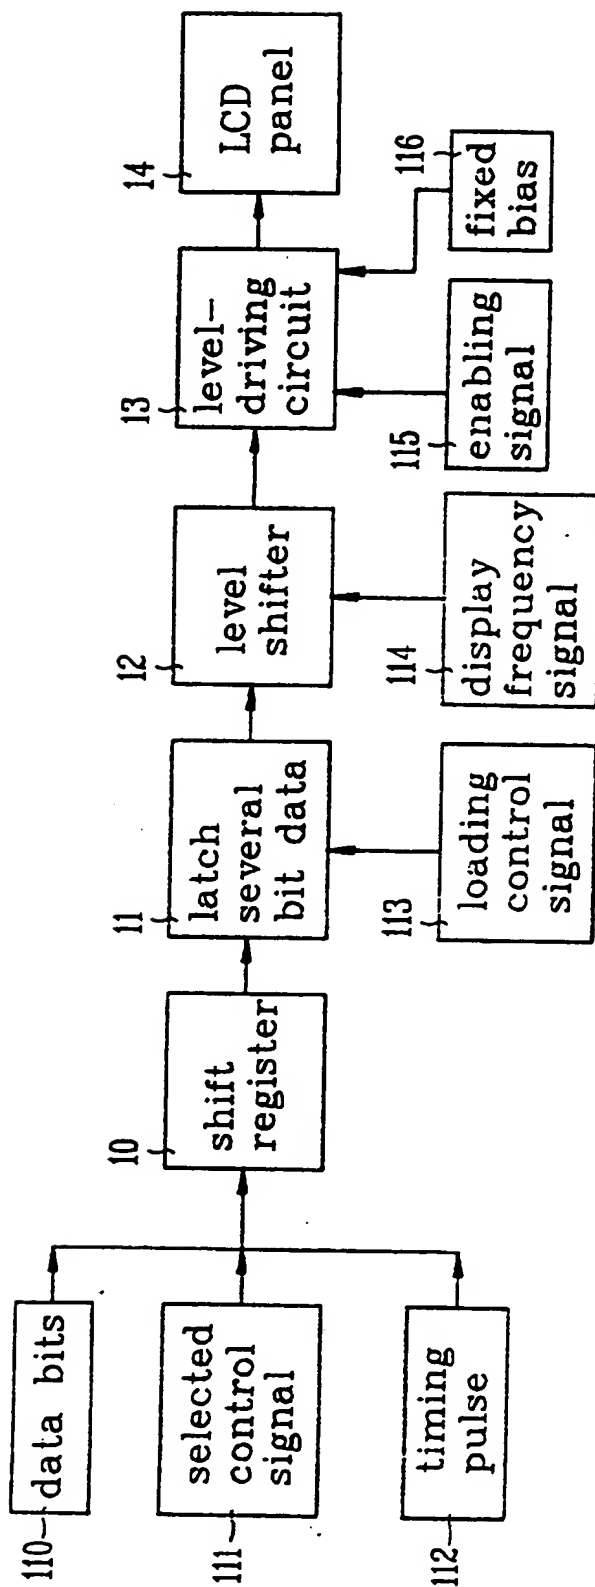 110
data bits
111
selected
control
signal
112
timing
pulse
10
shift
register
11
latch
several
bit data
113
loading
control
signal
12
level
shifter
114
display
frequency
signal
13
level-
driving
circuit
115
enabling
signal
116
fixed
bias
14
LCD
panel